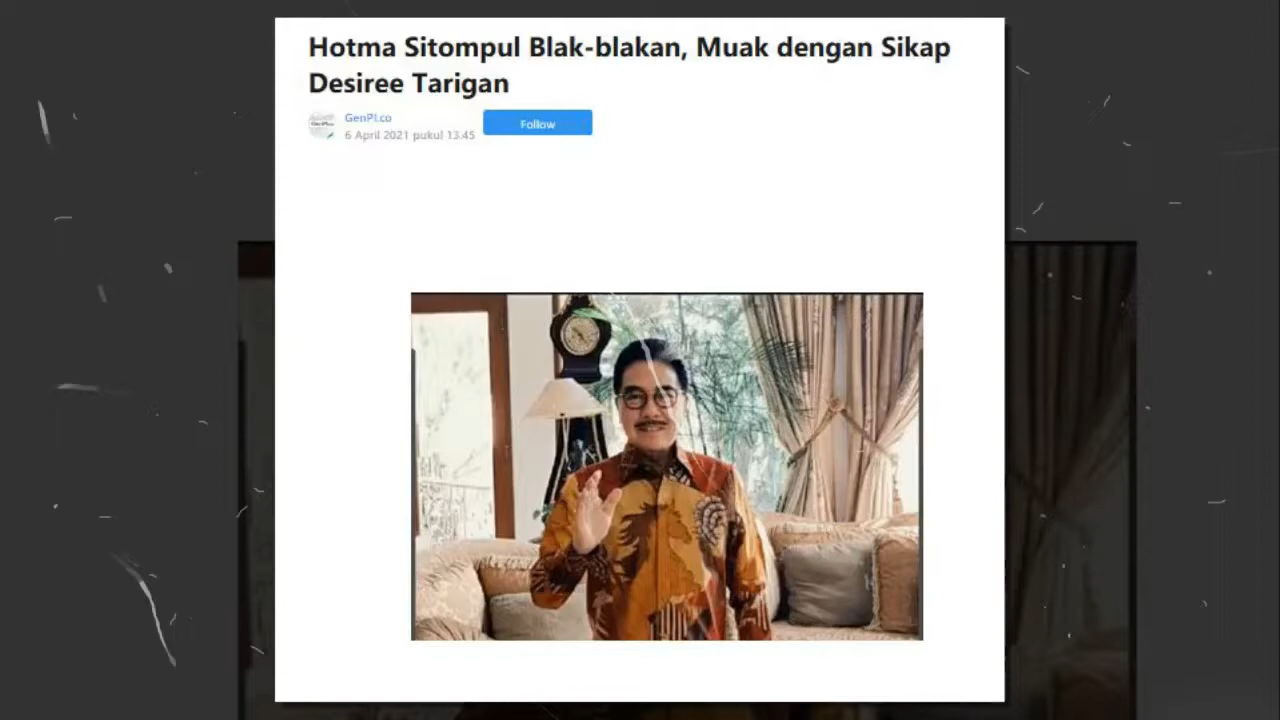 Hotma Sitompul Blak-blakan, Muak dengan Sikap
Desiree Tarigan
GenPI.co
6 April 2021 pukul 13.45
Follow